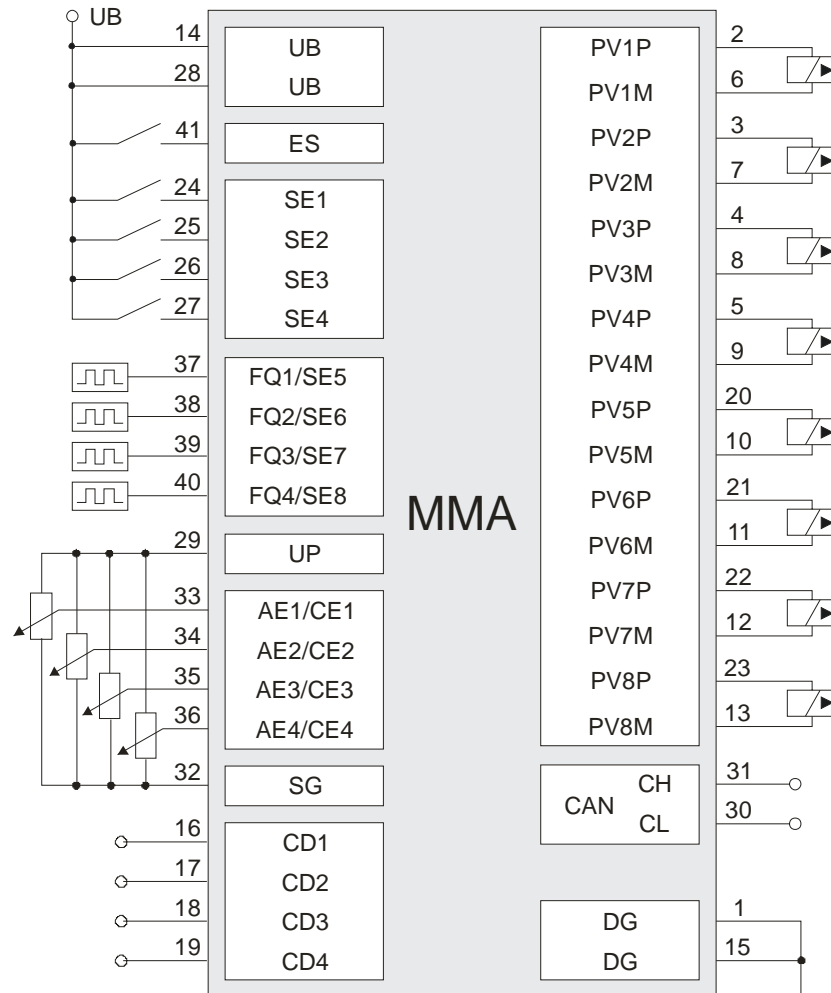 UB
14 UB
28 UB
41 ES
24 SE1
25 SE2
26 SE3
27 SE4
37 FQ1/SE5
38 FQ2/SE6
39 FQ3/SE7
40 FQ4/SE8
29 UP
33 AE1/CE1
34 AE2/CE2
35 AE3/CE3
36 AE4/CE4
32 SG
16 CD1
17 CD2
18 CD3
19 CD4
MMA
PV1P 2
PV1M 6
PV2P 3
PV2M 7
PV3P 4
PV3M 8
PV4P 5
PV4M 9
PV5P 20
PV5M 10
PV6P 21
PV6M 11
PV7P 22
PV7M 12
PV8P 23
PV8M 13
CAN
CH 31
CL 30
DG 1
DG 15